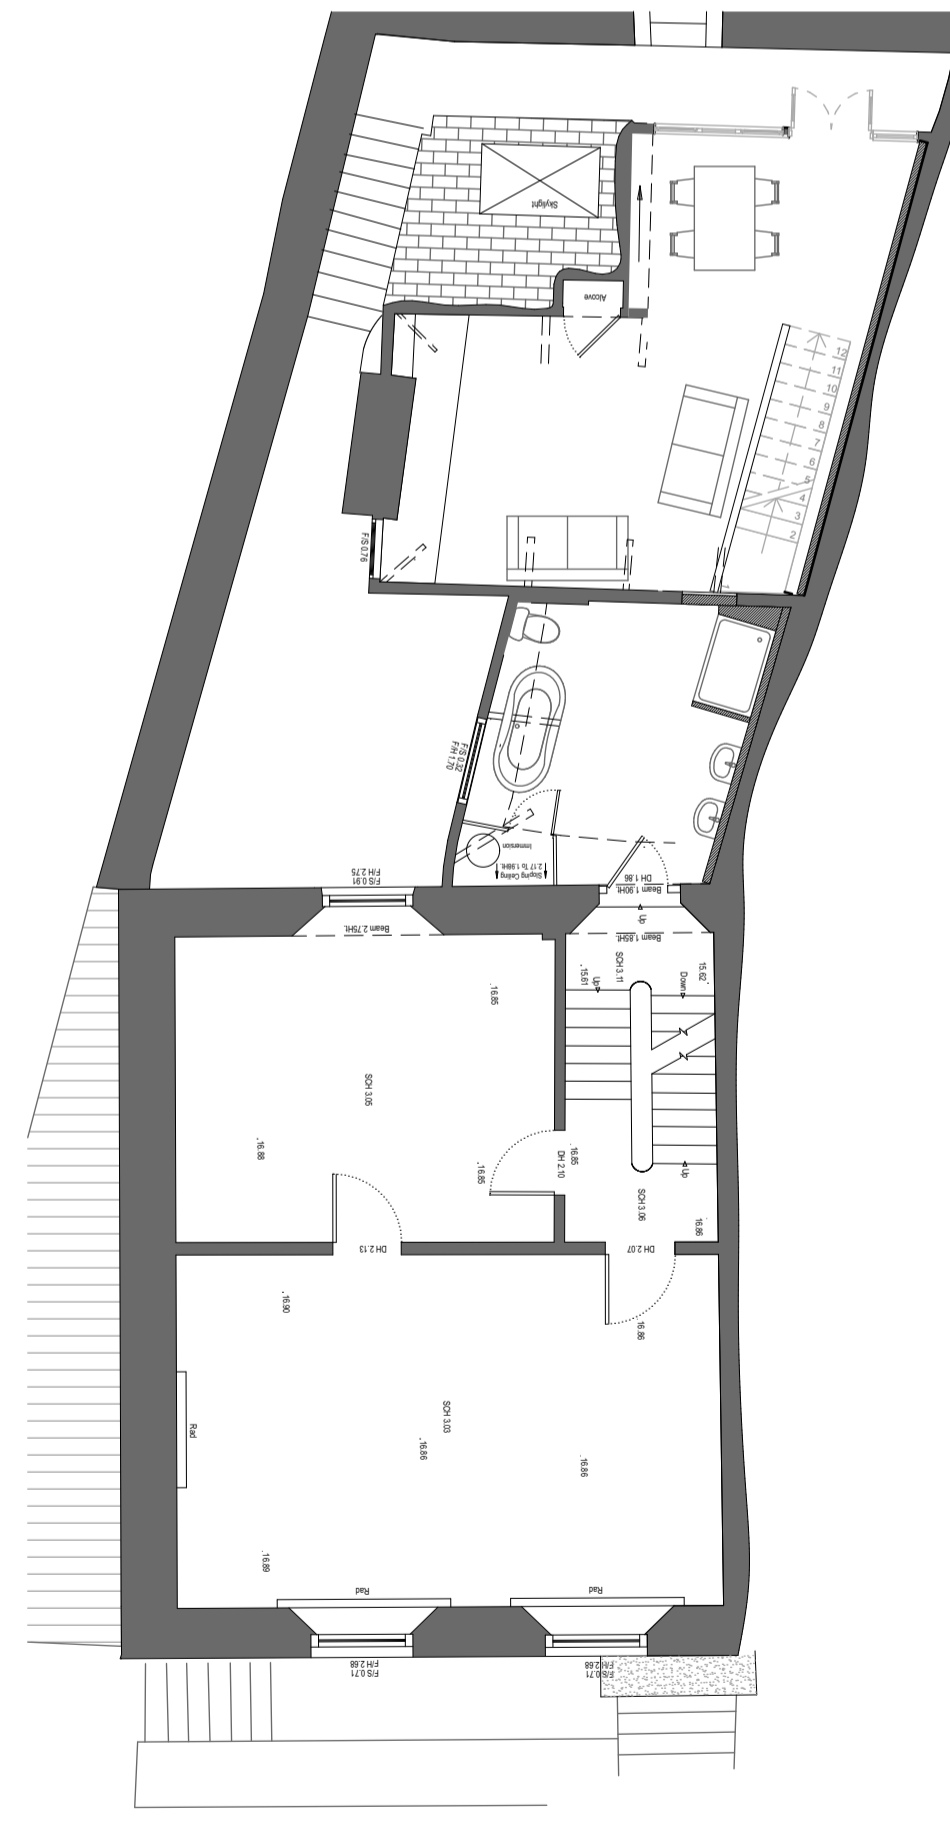 Skylight
Alcove
12
11
10
9
8
7
6
5
4
3
2
1
F/S 0.76
F/S 0.32
F/H 1.70
Immersion
Sloping Ceiling
2.17 To 1.98Ht.
DH 1.86
Beam 1.90Ht.
Up
Beam 1.85Ht.
F/H 2.75
F/S 0.91
Beam 2.75Ht.
15.61
Up
SCH 3.11
Down
15.62
16.85
SCH 3.05
16.88
16.85
16.85
DH 2.10
SCH 3.06
Up
16.86
DH 2.13
DH 2.07
16.90
16.86
SCH 3.03
16.86
16.86
Rad
16.89
Rad
Rad
F/H 2.68
F/S 0.71
F/H 2.68
F/S 0.71